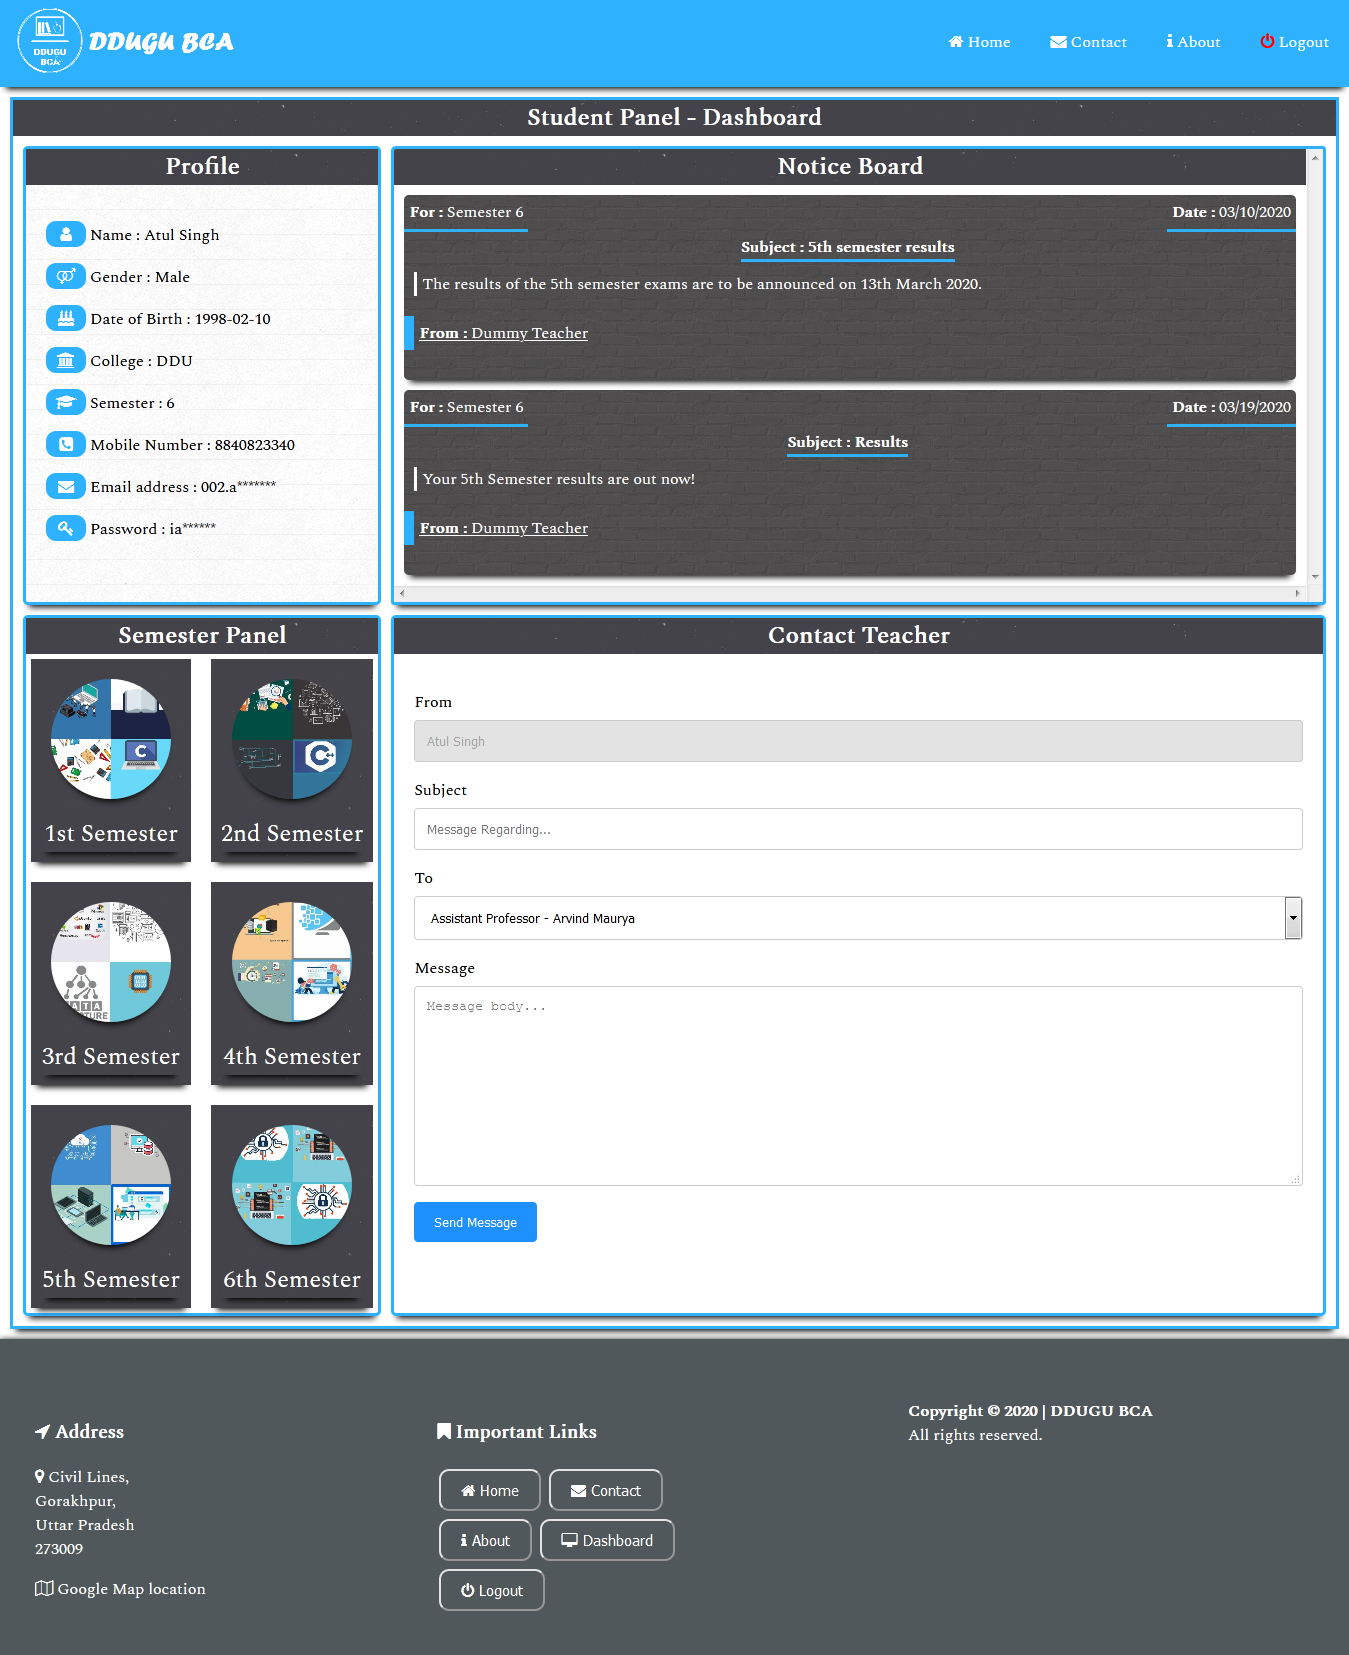 DDUGU
BCA
DDUGU BCA
Home
Contact
About
Logout
Student Panel - Dashboard
Profile
Name : Atul Singh
Gender : Male
Date of Birth : 1998-02-10
College : DDU
Semester : 6
Mobile Number : 8840823340
Email address : 002.a*******
Password : ia******
Notice Board
For : Semester 6
Date : 03/10/2020
Subject : 5th semester results
The results of the 5th semester exams are to be announced on 13th March 2020.
From : Dummy Teacher
For : Semester 6
Date : 03/19/2020
Subject : Results
Your 5th Semester results are out now!
From : Dummy Teacher
Semester Panel
C
1st Semester
C++
2nd Semester
3rd Semester
4th Semester
5th Semester
6th Semester
Contact Teacher
From
Atul Singh
Subject
Message Regarding...
To
Assistant Professor - Arvind Maurya
Message
Message body...
Send Message
Address
Civil Lines,
Gorakhpur,
Uttar Pradesh
273009
Google Map location
Important Links
Home
Contact
About
Dashboard
Logout
Copyright © 2020 | DDUGU BCA
All rights reserved.